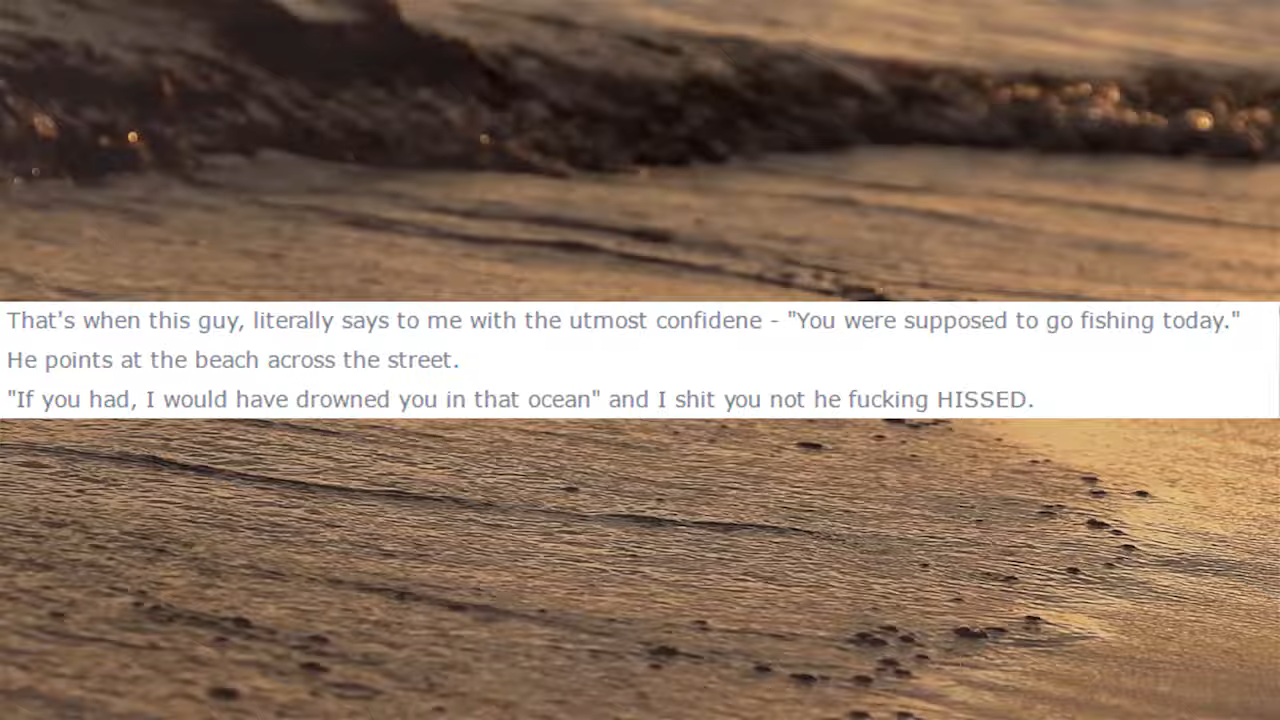 That's when this guy, literally says to me with the utmost confidene - "You were supposed to go fishing today."
He points at the beach across the street.
"If you had, I would have drowned you in that ocean" and I shit you not he fucking HISSED.